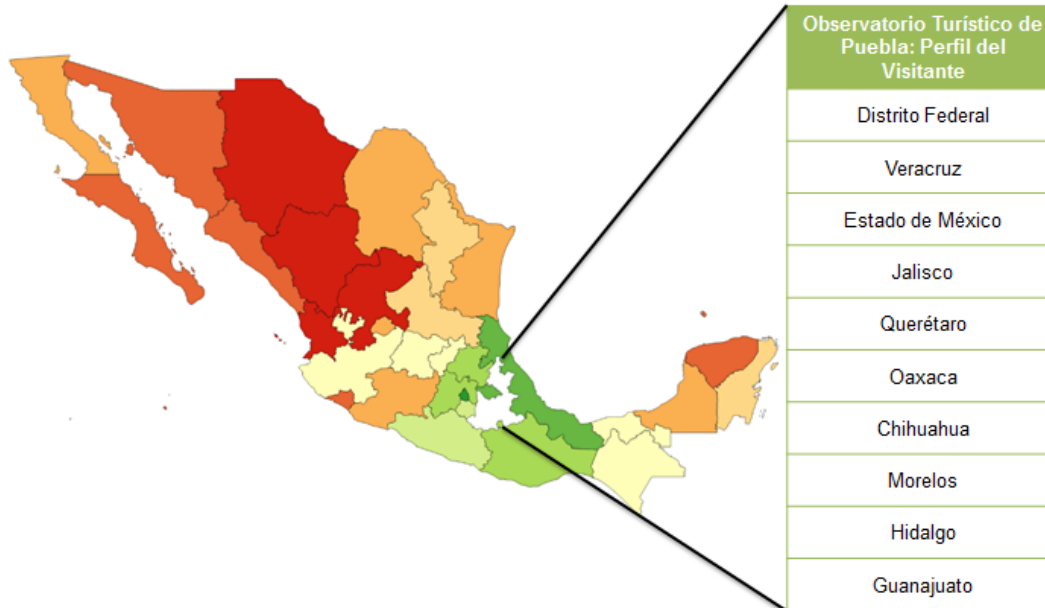 Observatorio Turístico de
Puebla: Perfil del
Visitante
Distrito Federal
Veracruz
Estado de México
Jalisco
Querétaro
Oaxaca
Chihuahua
Morelos
Hidalgo
Guanajuato